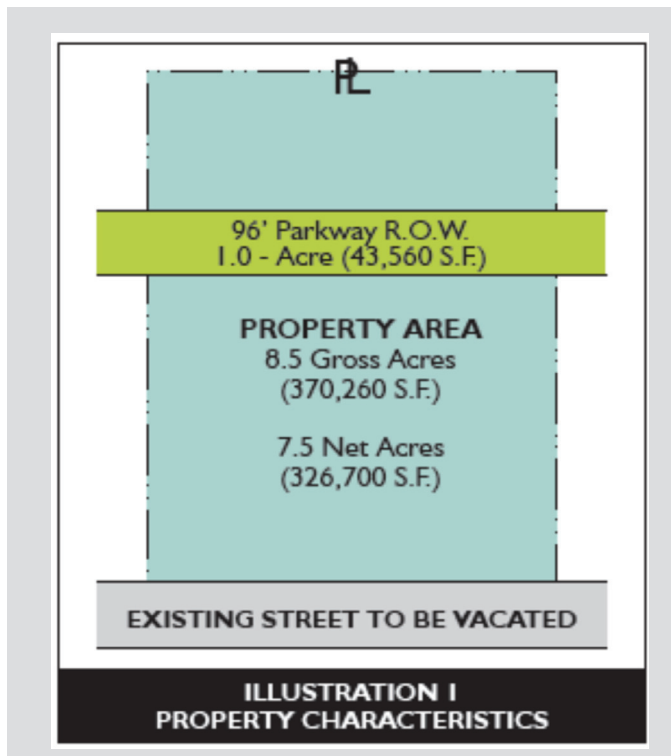 PL
96' Parkway R.O.W.
1.0 - Acre (43,560 S.F.)
PROPERTY AREA
8.5 Gross Acres
(370,260 S.F.)
7.5 Net Acres
(326,700 S.F.)
EXISTING STREET TO BE VACATED
ILLUSTRATION I
PROPERTY CHARACTERISTICS